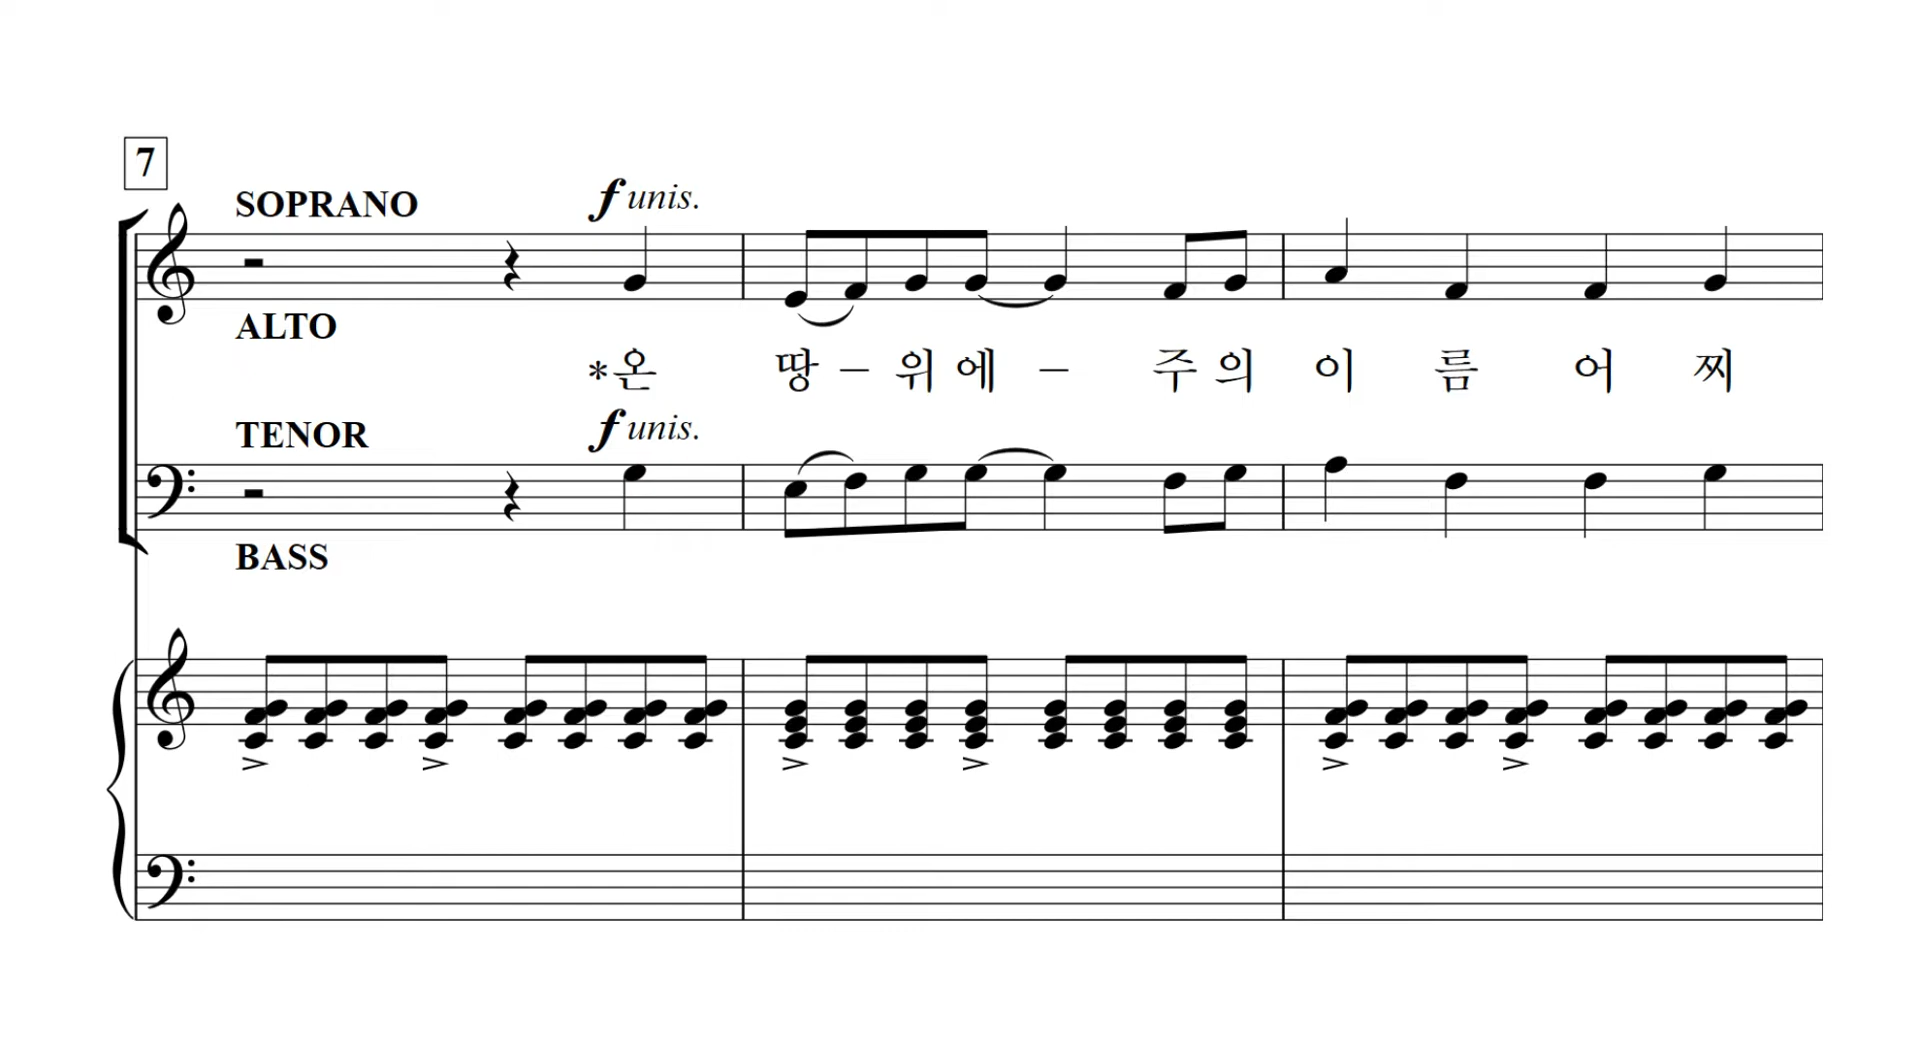 7
SOPRANO
f unis.
ALTO
*온 땅 – 위 에 – 주 의 이 름 어 찌
TENOR
f unis.
BASS